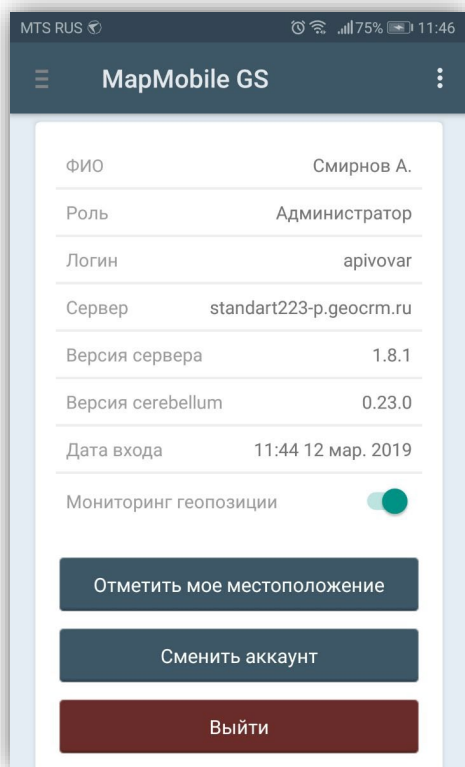 MTS RUS 75% 11:46
MapMobile GS
ФИО Смирнов А.
Роль Администратор
Логин apivovar
Сервер standart223-p.geocrm.ru
Версия сервера 1.8.1
Версия cerebellum 0.23.0
Дата входа 11:44 12 мар. 2019
Мониторинг геопозиции
Отметить мое местоположение
Сменить аккаунт
Выйти